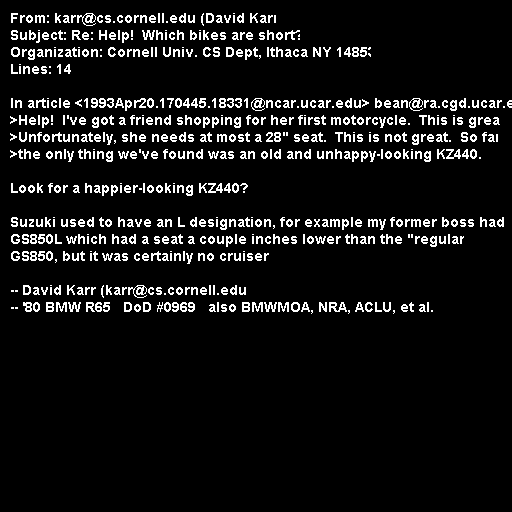 From: karr@cs.cornell.edu (David Karr
Subject: Re: Help!  Which bikes are short?
Organization: Cornell Univ. CS Dept, Ithaca NY 14853
Lines: 14

In article <1993Apr20.170445.18331@ncar.ucar.edu> bean@ra.cgd.ucar.e
>Help!  I've got a friend shopping for her first motorcycle.  This is grea
>Unfortunately, she needs at most a 28" seat.  This is not great.  So far
>the only thing we've found was an old and unhappy-looking KZ440.

Look for a happier-looking KZ440?

Suzuki used to have an L designation, for example my former boss had
GS850L which had a seat a couple inches lower than the "regular
GS850, but it was certainly no cruiser

-- David Karr (karr@cs.cornell.edu
-- '80 BMW R65   DoD #0969   also BMWMOA, NRA, ACLU, et al.